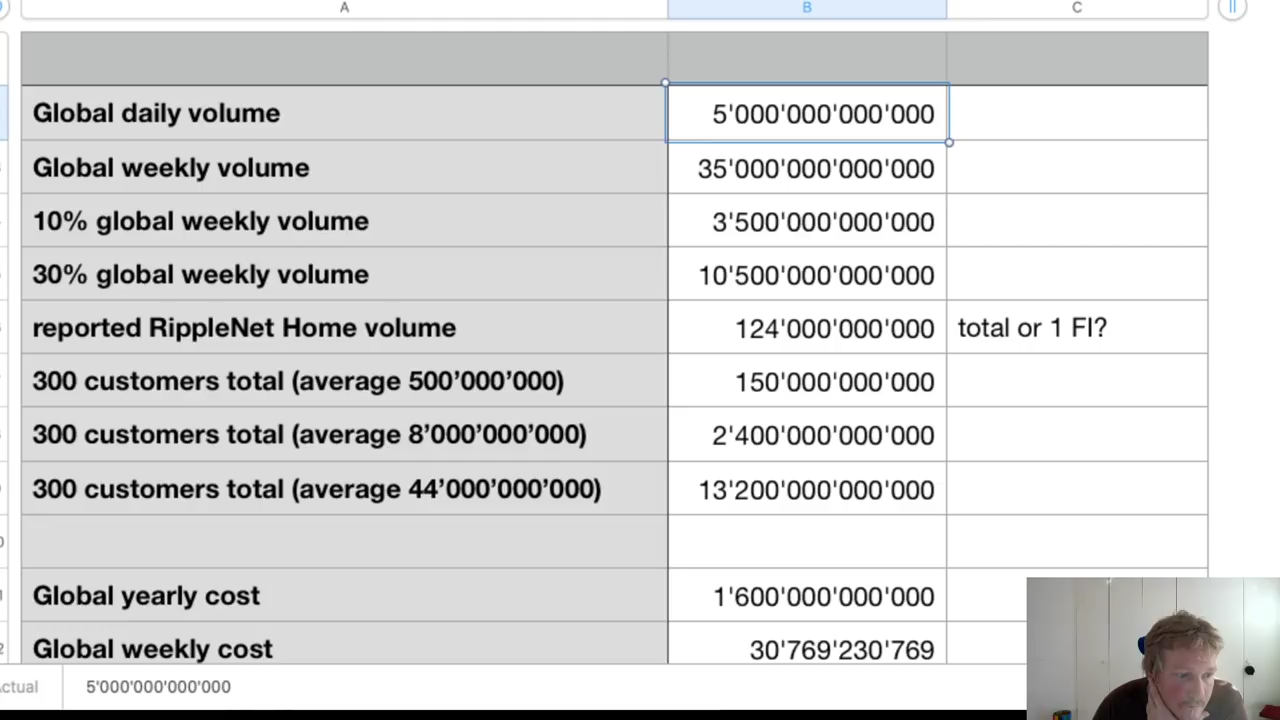 A B C
Global daily volume 5'000'000'000'000
Global weekly volume 35'000'000'000'000
10% global weekly volume 3'500'000'000'000
30% global weekly volume 10'500'000'000'000
reported RippleNet Home volume 124'000'000'000 total or 1 FI?
300 customers total (average 500’000’000) 150'000'000'000
300 customers total (average 8’000’000’000) 2'400'000'000'000
300 customers total (average 44’000’000’000) 13'200'000'000'000
Global yearly cost 1'600'000'000'000
Global weekly cost 30'769'230'769
ctual 5'000'000'000'000